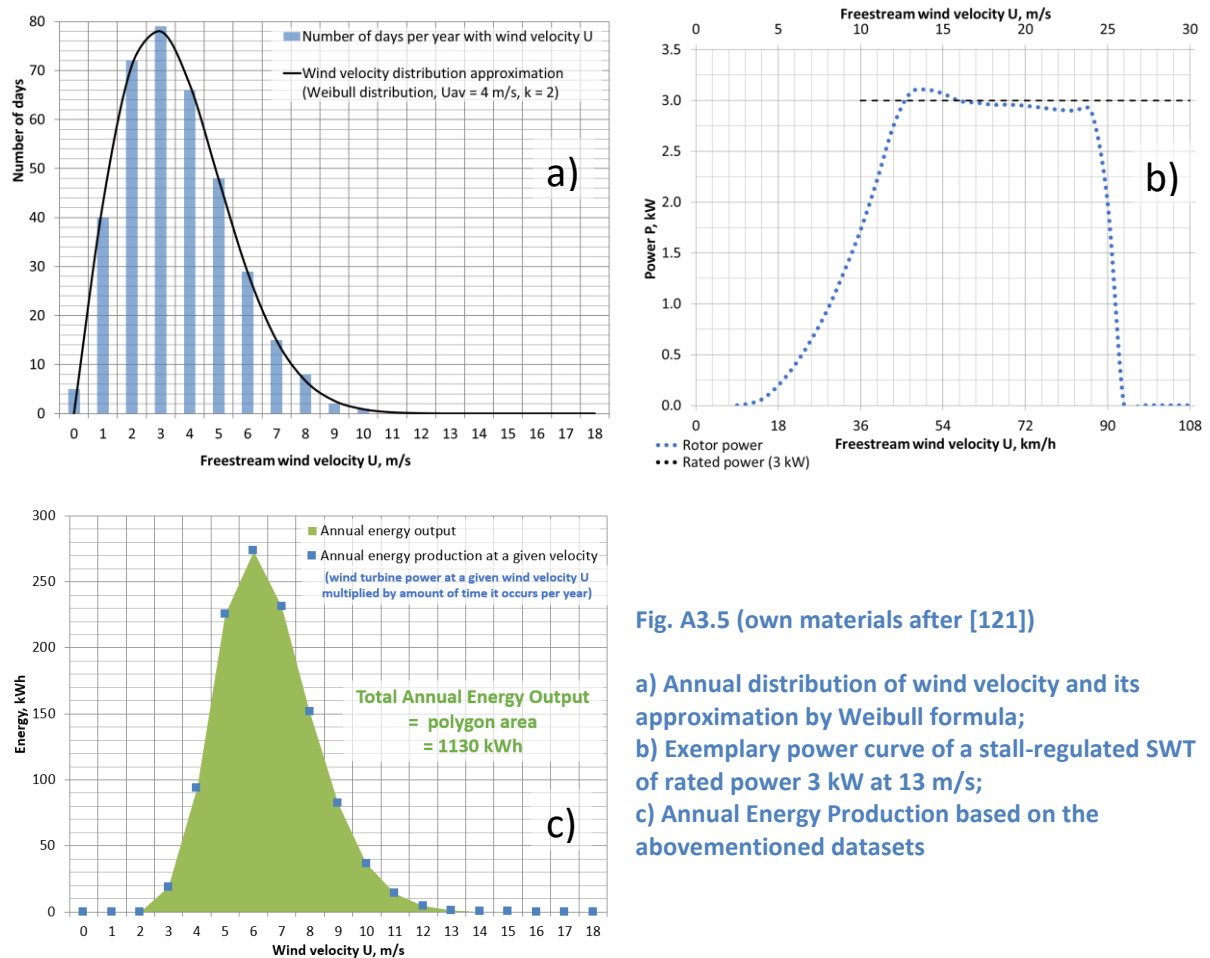 80
70
60
50
40
30
20
10
0
Number of days
Number of days per year with wind velocity U
Wind velocity distribution approximation
(Weibull distribution, Uav = 4 m/s, k = 2)
a)
0 1 2 3 4 5 6 7 8 9 10 11 12 13 14 15 16 17 18
Freestream wind velocity U, m/s
Freestream wind velocity U, m/s
0 5 10 15 20 25 30
3.5
3.0
2.5
2.0
1.5
1.0
0.5
0.0
Power P, kW
b)
0 18 36 54 72 90 108
Freestream wind velocity U, km/h
Rotor power
Rated power (3 kW)
300
250
200
150
100
50
0
Energy, kWh
Annual energy output
Annual energy production at a given velocity
(wind turbine power at a given wind velocity U
multiplied by amount of time it occurs per year)
Total Annual Energy Output
= polygon area
= 1130 kWh
c)
0 1 2 3 4 5 6 7 8 9 10 11 12 13 14 15 16 17 18
Wind velocity U, m/s
Fig. A3.5 (own materials after [121])
a) Annual distribution of wind velocity and its
approximation by Weibull formula;
b) Exemplary power curve of a stall-regulated SWT
of rated power 3 kW at 13 m/s;
c) Annual Energy Production based on the
abovementioned datasets